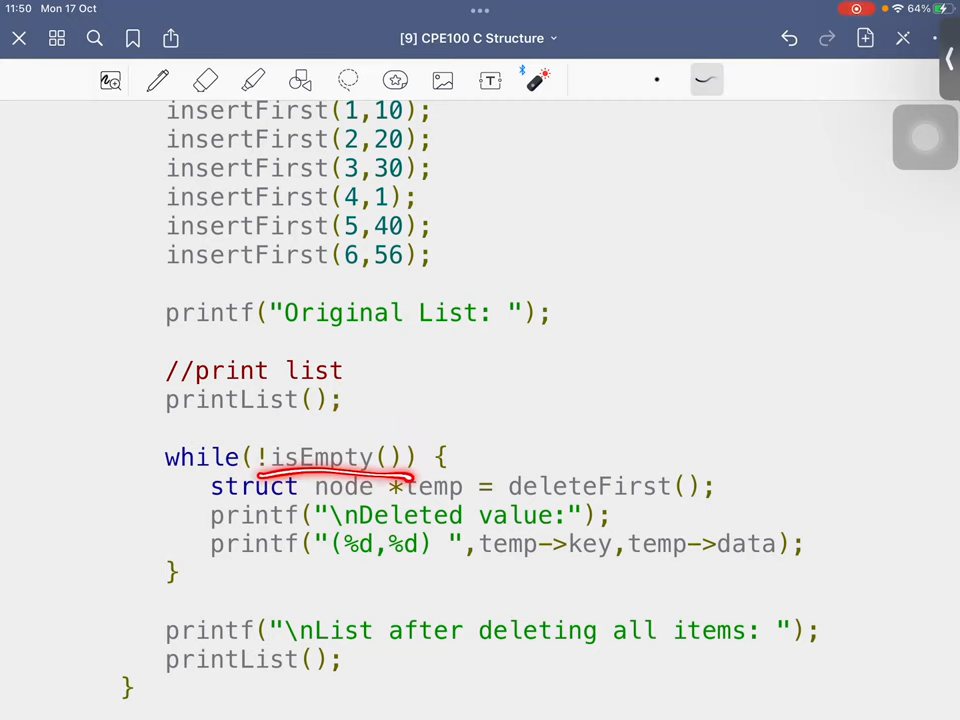 11:50 Mon 17 Oct 64%
[9] CPE100 C Structure
T
insertFirst(1,10);
insertFirst(2,20);
insertFirst(3,30);
insertFirst(4,1);
insertFirst(5,40);
insertFirst(6,56);
printf("Original List: ");
//print list
printList();
while(!isEmpty()) {
struct node *temp = deleteFirst();
printf("\nDeleted value:");
printf("(%d,%d) ",temp->key,temp->data);
}
printf("\nList after deleting all items: ");
printList();
}